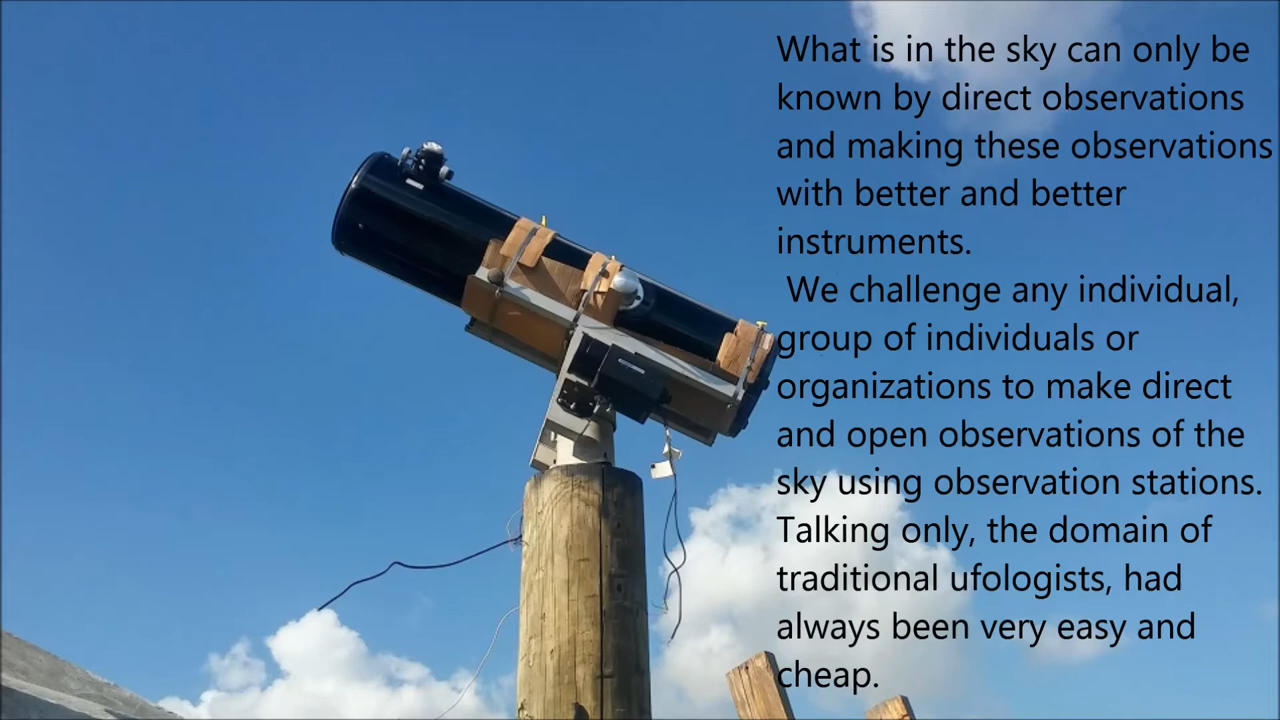 What is in the sky can only be
known by direct observations
and making these observations
with better and better
instruments.
We challenge any individual,
group of individuals or
organizations to make direct
and open observations of the
sky using observation stations.
Talking only, the domain of
traditional ufologists, had
always been very easy and
cheap.